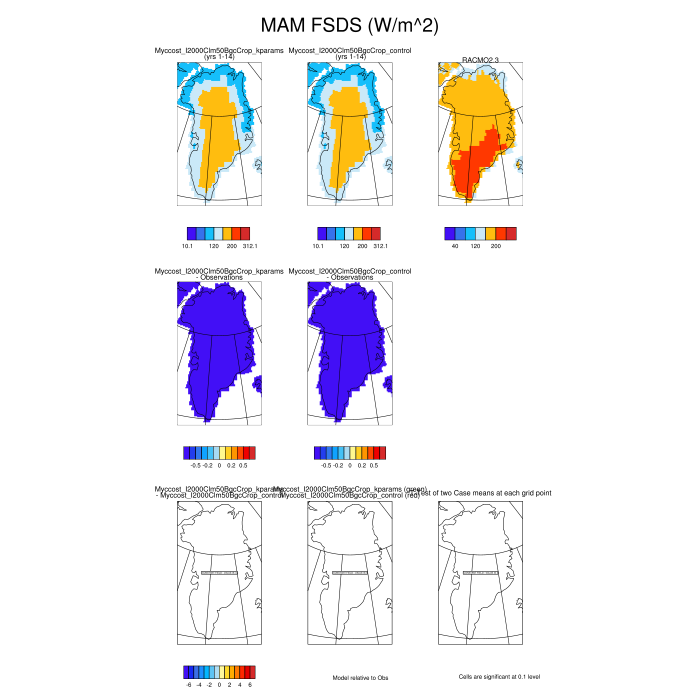 MAM FSDS (W/m^2)
Myccost_I2000Clm50BgcCrop_kparams
(yrs 1-14)
Myccost_I2000Clm50BgcCrop_control
(yrs 1-14)
RACMO2.3
10.1 120 200 312.1
10.1 120 200 312.1
40 120 200
Myccost_I2000Clm50BgcCrop_kparams
- Observations
Myccost_I2000Clm50BgcCrop_control
- Observations
-0.5 -0.2 0 0.2 0.5
-0.5 -0.2 0 0.2 0.5
Myccost_I2000Clm50BgcCrop_kparams
- Myccost_I2000Clm50BgcCrop_control
Myccost_I2000Clm50BgcCrop_kparams (green)
Myccost_I2000Clm50BgcCrop_control (red)
of two Case means at each grid point
-6 -4 -2 0 2 4 6
Model relative to Obs
Cells are significant at 0.1 level